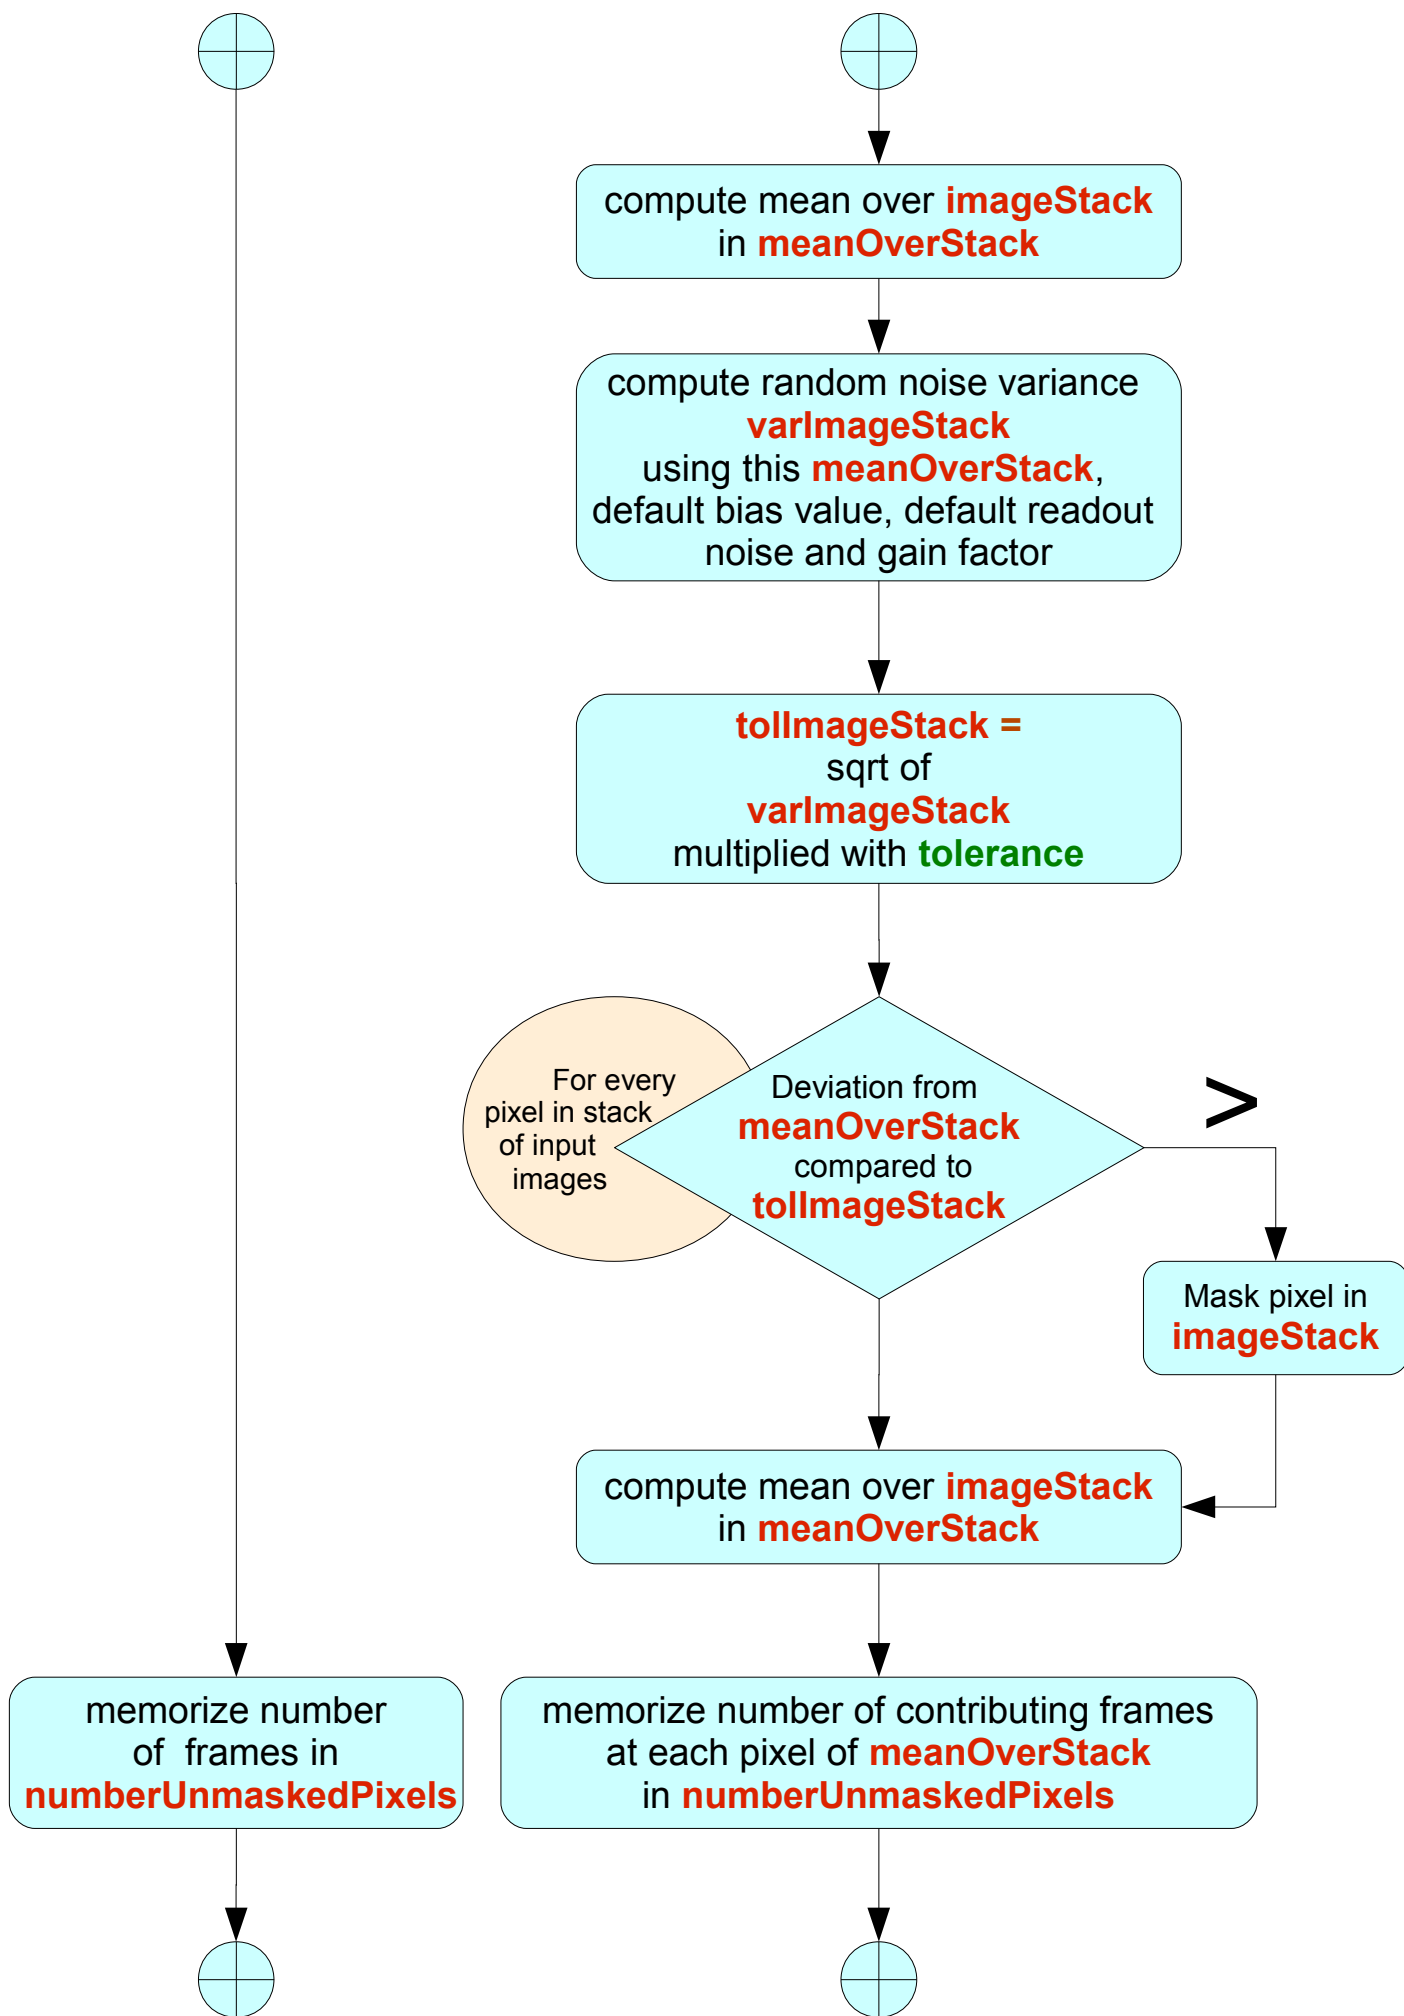 compute mean over imageStack
in meanOverStack
compute random noise variance
varImageStack
using this meanOverStack,
default bias value, default readout
noise and gain factor
tolImageStack =
sqrt of
varImageStack
multiplied with tolerance
For every
pixel in stack
of input
images
Deviation from
meanOverStack
compared to
tolImageStack
>
Mask pixel in
imageStack
compute mean over imageStack
in meanOverStack
memorize number
of  frames in
numberUnmaskedPixels
memorize number of contributing frames
at each pixel of meanOverStack
in numberUnmaskedPixels